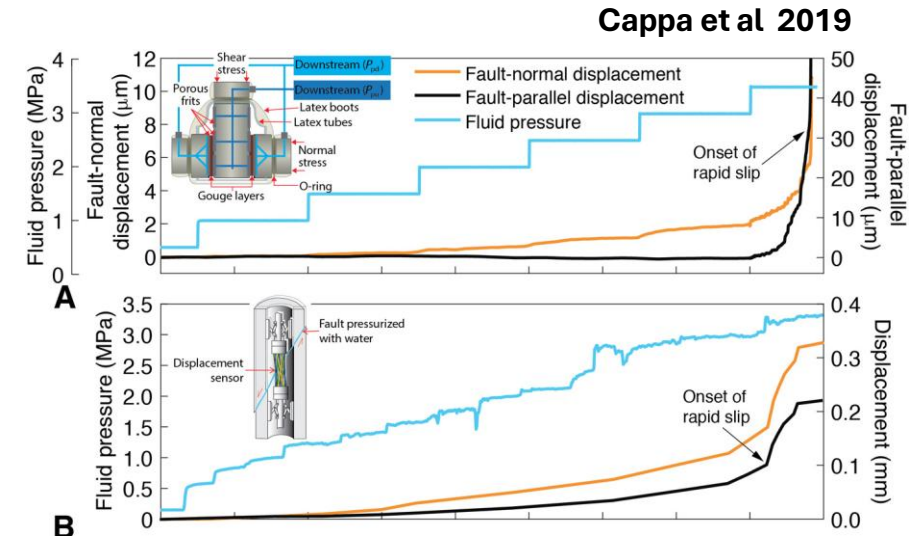 Cappa et al 2019
Fluid pressure (MPa)
4
3
2
1
0
Fault-normal
displacement (μm)
12
10
8
6
4
2
0
Shear
stress
Porous
frits
Downstream (Ppd)
Downstream (Ppd)
Latex boots
Latex tubes
Normal
stress
O-ring
Gouge layers
Fault-normal displacement
Fault-parallel displacement
Fluid pressure
Onset of
rapid slip
50
40
30
20
10
0
Fault-parallel
displacement (μm)
A
Fluid pressure (MPa)
3.5
3.0
2.5
2.0
1.5
1.0
0.5
0
Displacement
sensor
Fault pressurized
with water
Onset of
rapid slip
0.4
0.3
0.2
0.1
0.0
Displacement (mm)
B